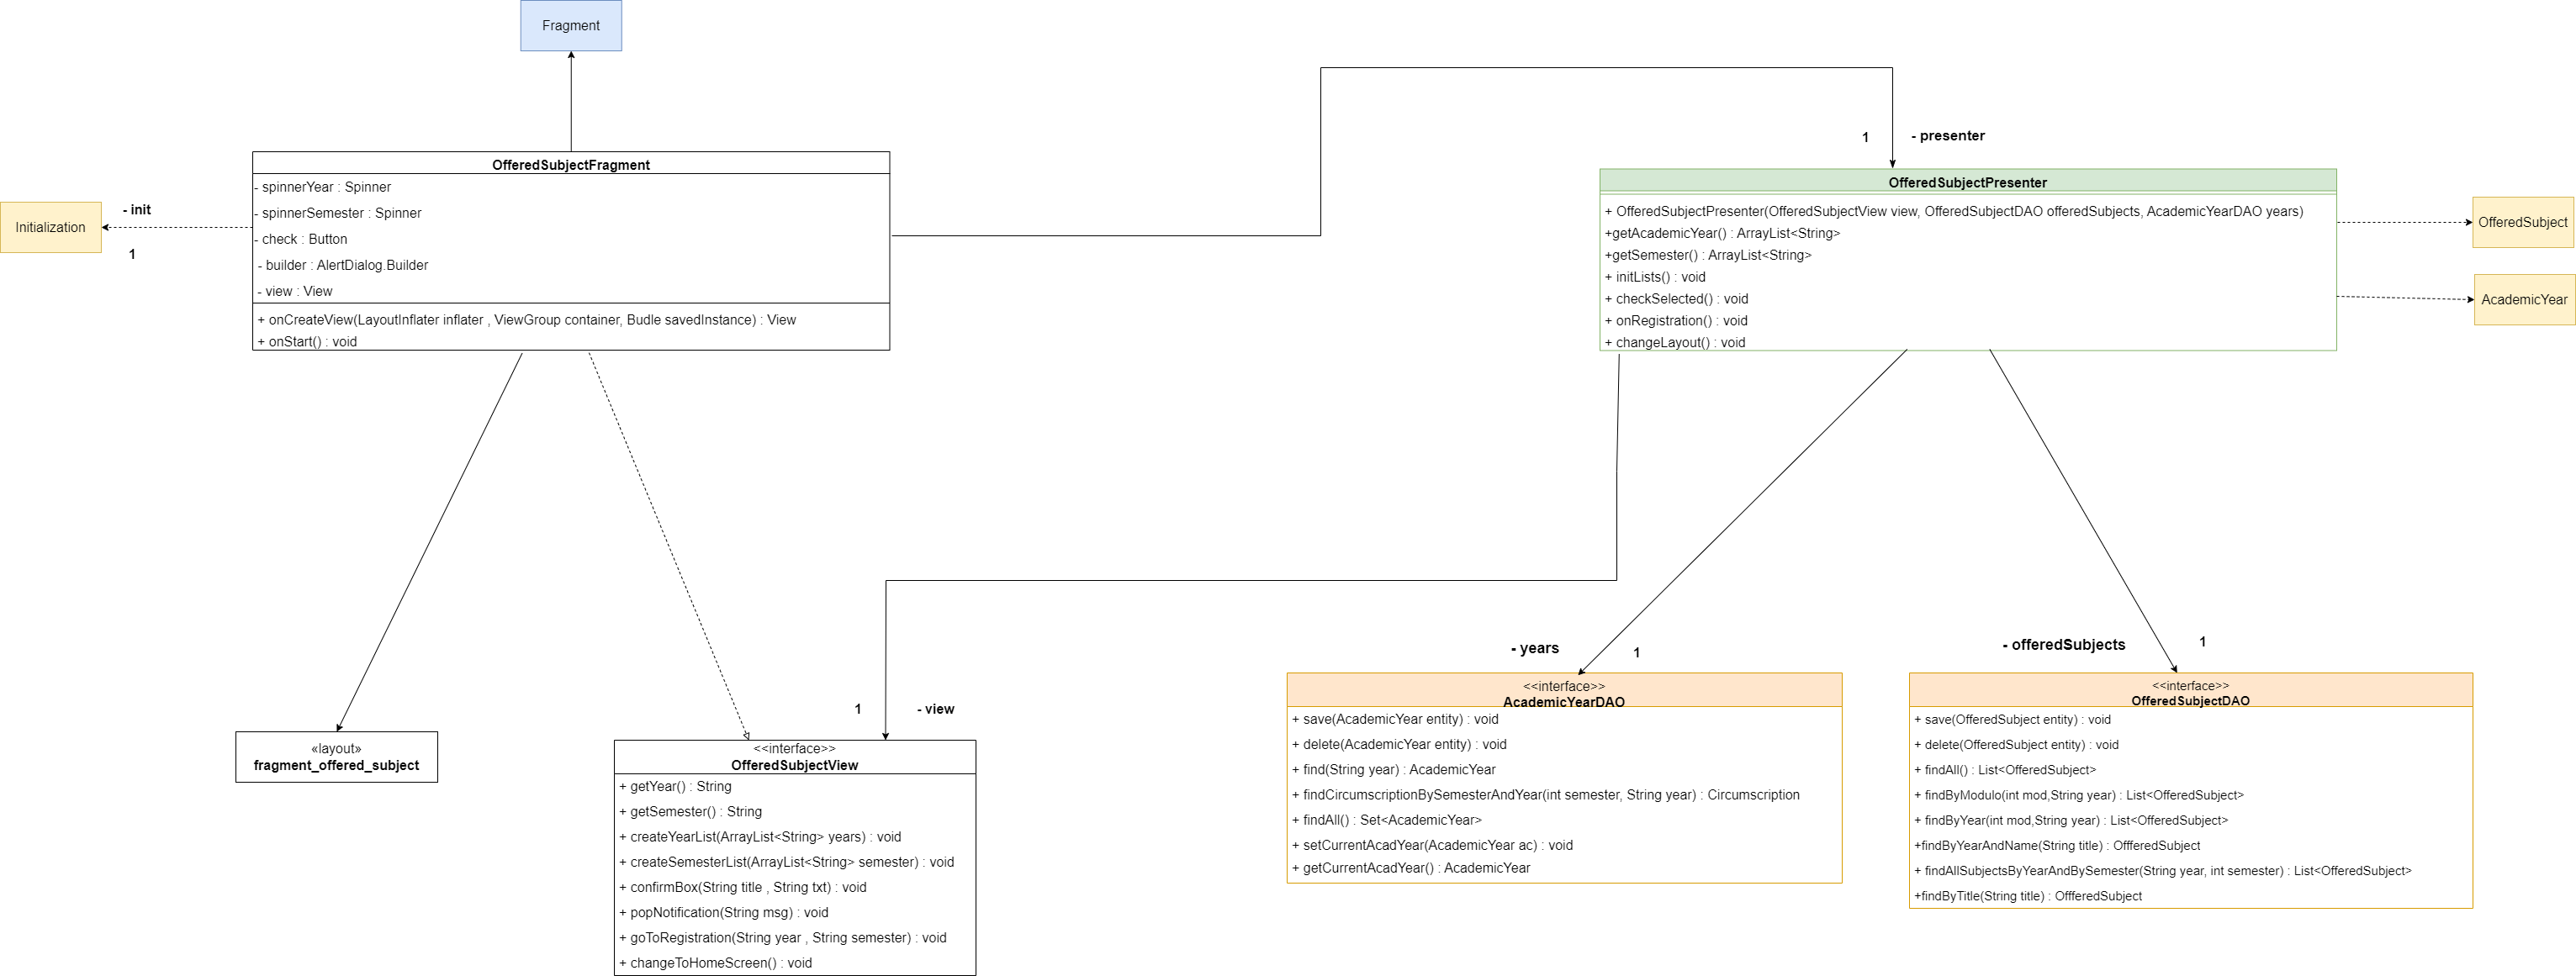 Fragment
OfferedSubjectFragment
- spinnerYear : Spinner
- spinnerSemester : Spinner
- check : Button
- builder : AlertDialog.Builder
- view : View
+ onCreateView(LayoutInflater inflater , ViewGroup container, Budle savedInstance) : View
+ onStart() : void
Initialization
- init
1
1
- presenter
OfferedSubjectPresenter
+ OfferedSubjectPresenter(OfferedSubjectView view, OfferedSubjectDAO offeredSubjects, AcademicYearDAO years)
+getAcademicYear() : ArrayList<String>
+getSemester() : ArrayList<String>
+ initLists() : void
+ checkSelected() : void
+ onRegistration() : void
+ changeLayout() : void
OfferedSubject
AcademicYear
«layout»
fragment_offered_subject
1
- view
<<interface>>
OfferedSubjectView
+ getYear() : String
+ getSemester() : String
+ createYearList(ArrayList<String> years) : void
+ createSemesterList(ArrayList<String> semester) : void
+ confirmBox(String title , String txt) : void
+ popNotification(String msg) : void
+ goToRegistration(String year , String semester) : void
+ changeToHomeScreen() : void
- years
1
<<interface>>
AcademicYearDAO
+ save(AcademicYear entity) : void
+ delete(AcademicYear entity) : void
+ find(String year) : AcademicYear
+ findCircumscriptionBySemesterAndYear(int semester, String year) : Circumscription
+ findAll() : Set<AcademicYear>
+ setCurrentAcadYear(AcademicYear ac) : void
+ getCurrentAcadYear() : AcademicYear
- offeredSubjects
1
<<interface>>
OfferedSubjectDAO
+ save(OfferedSubject entity) : void
+ delete(OfferedSubject entity) : void
+ findAll() : List<OfferedSubject>
+ findByModulo(int mod,String year) : List<OfferedSubject>
+ findByYear(int mod,String year) : List<OfferedSubject>
+findByYearAndName(String title) : OffferedSubject
+ findAllSubjectsByYearAndBySemester(String year, int semester) : List<OfferedSubject>
+findByTitle(String title) : OffferedSubject